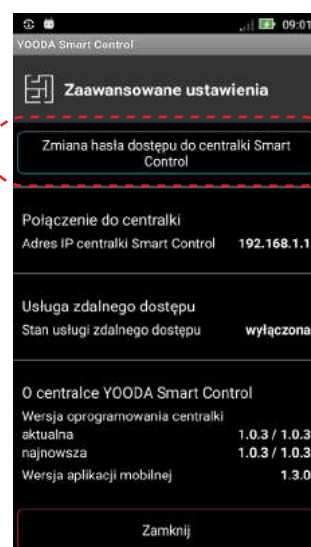 09:01
YOODA Smart Control
Zaawansowane ustawienia
Zmiana hasła dostępu do centralki Smart
Control
Połączenie do centralki
Adres IP centralki Smart Control 192.168.1.1
Usługa zdalnego dostępu
Stan usługi zdalnego dostępu wyłączona
O centralce YOODA Smart Control
Wersja oprogramowania centralki
aktualna 1.0.3 / 1.0.3
najnowsza 1.0.3 / 1.0.3
Wersja aplikacji mobilnej 1.3.0
Zamknij